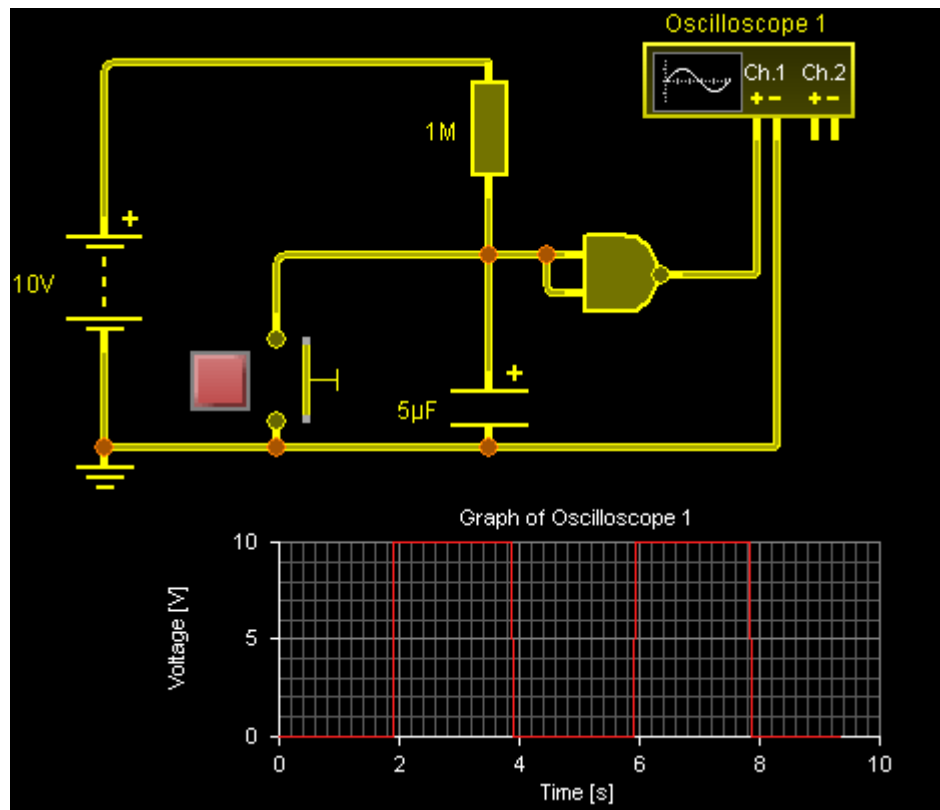 Oscilloscope 1
Ch.1 Ch.2
+ - + -
1M
+
10V
+
5µF
Graph of Oscilloscope 1
Voltage [V]
10
5
0
0 2 4 6 8 10
Time [s]